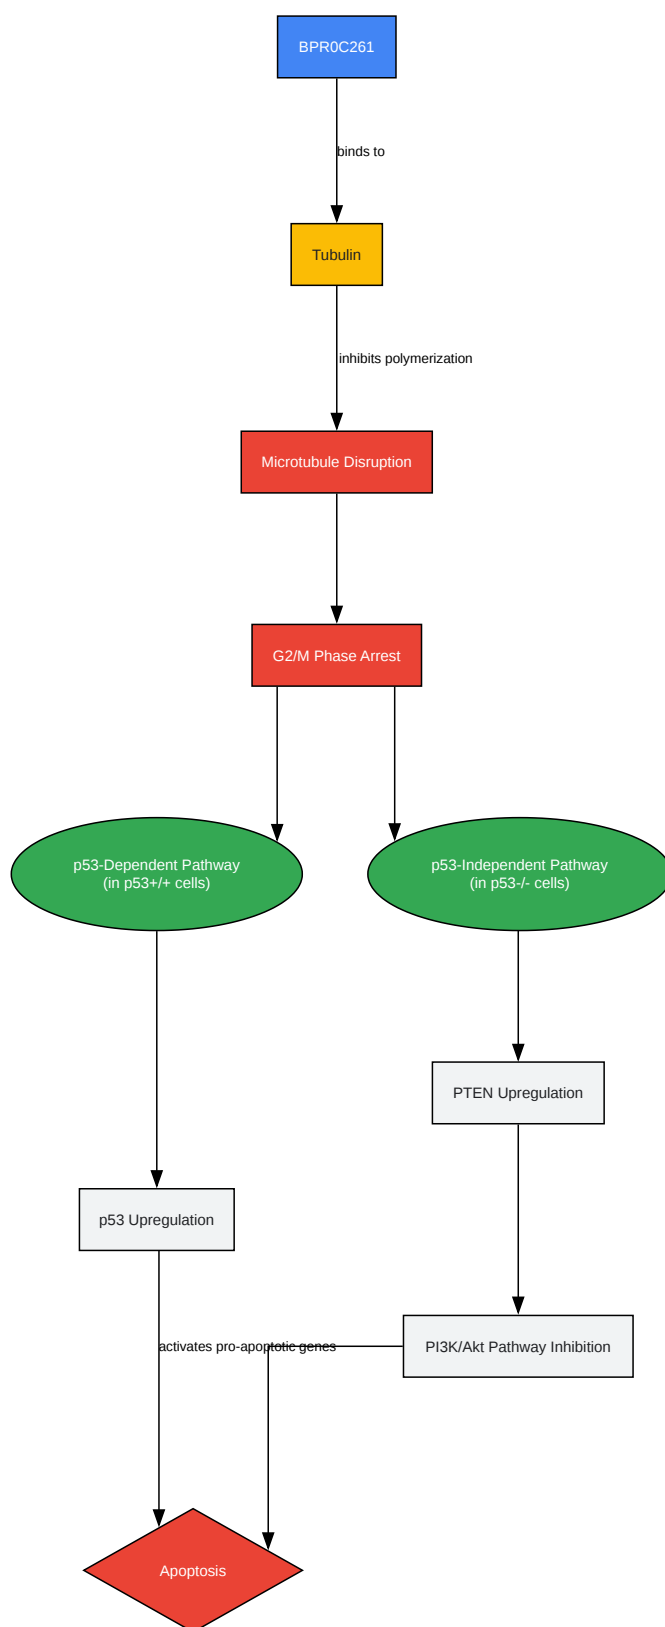 BPR0C261
binds to
Tubulin
inhibits polymerization
Microtubule Disruption
G2/M Phase Arrest
p53-Dependent Pathway
(in p53+/+ cells)
p53-Independent Pathway
(in p53-/- cells)
PTEN Upregulation
p53 Upregulation
activates pro-apoptotic genes
PI3K/Akt Pathway Inhibition
Apoptosis